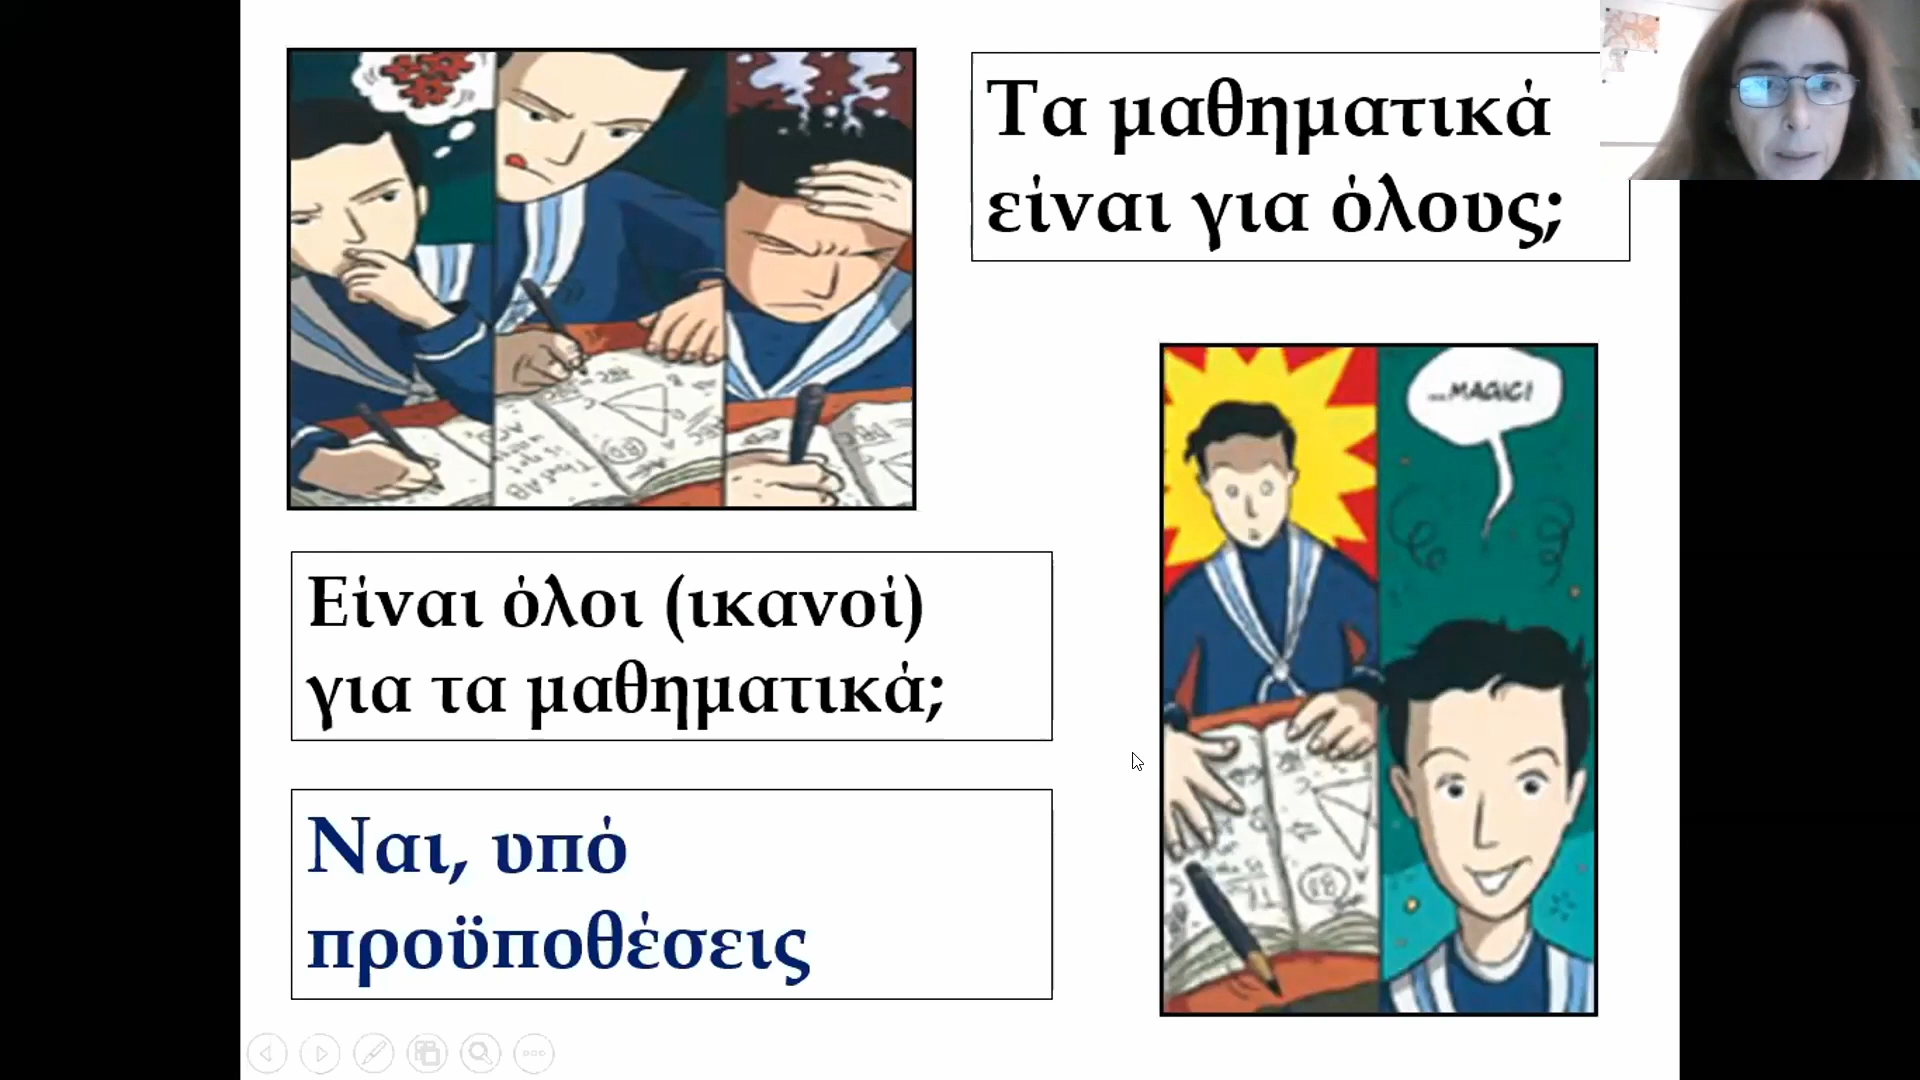 Τα μαθηματικά
είναι για όλους;
...MAGIC!
Είναι όλοι (ικανοί)
για τα μαθηματικά;
Ναι, υπό
προϋποθέσεις